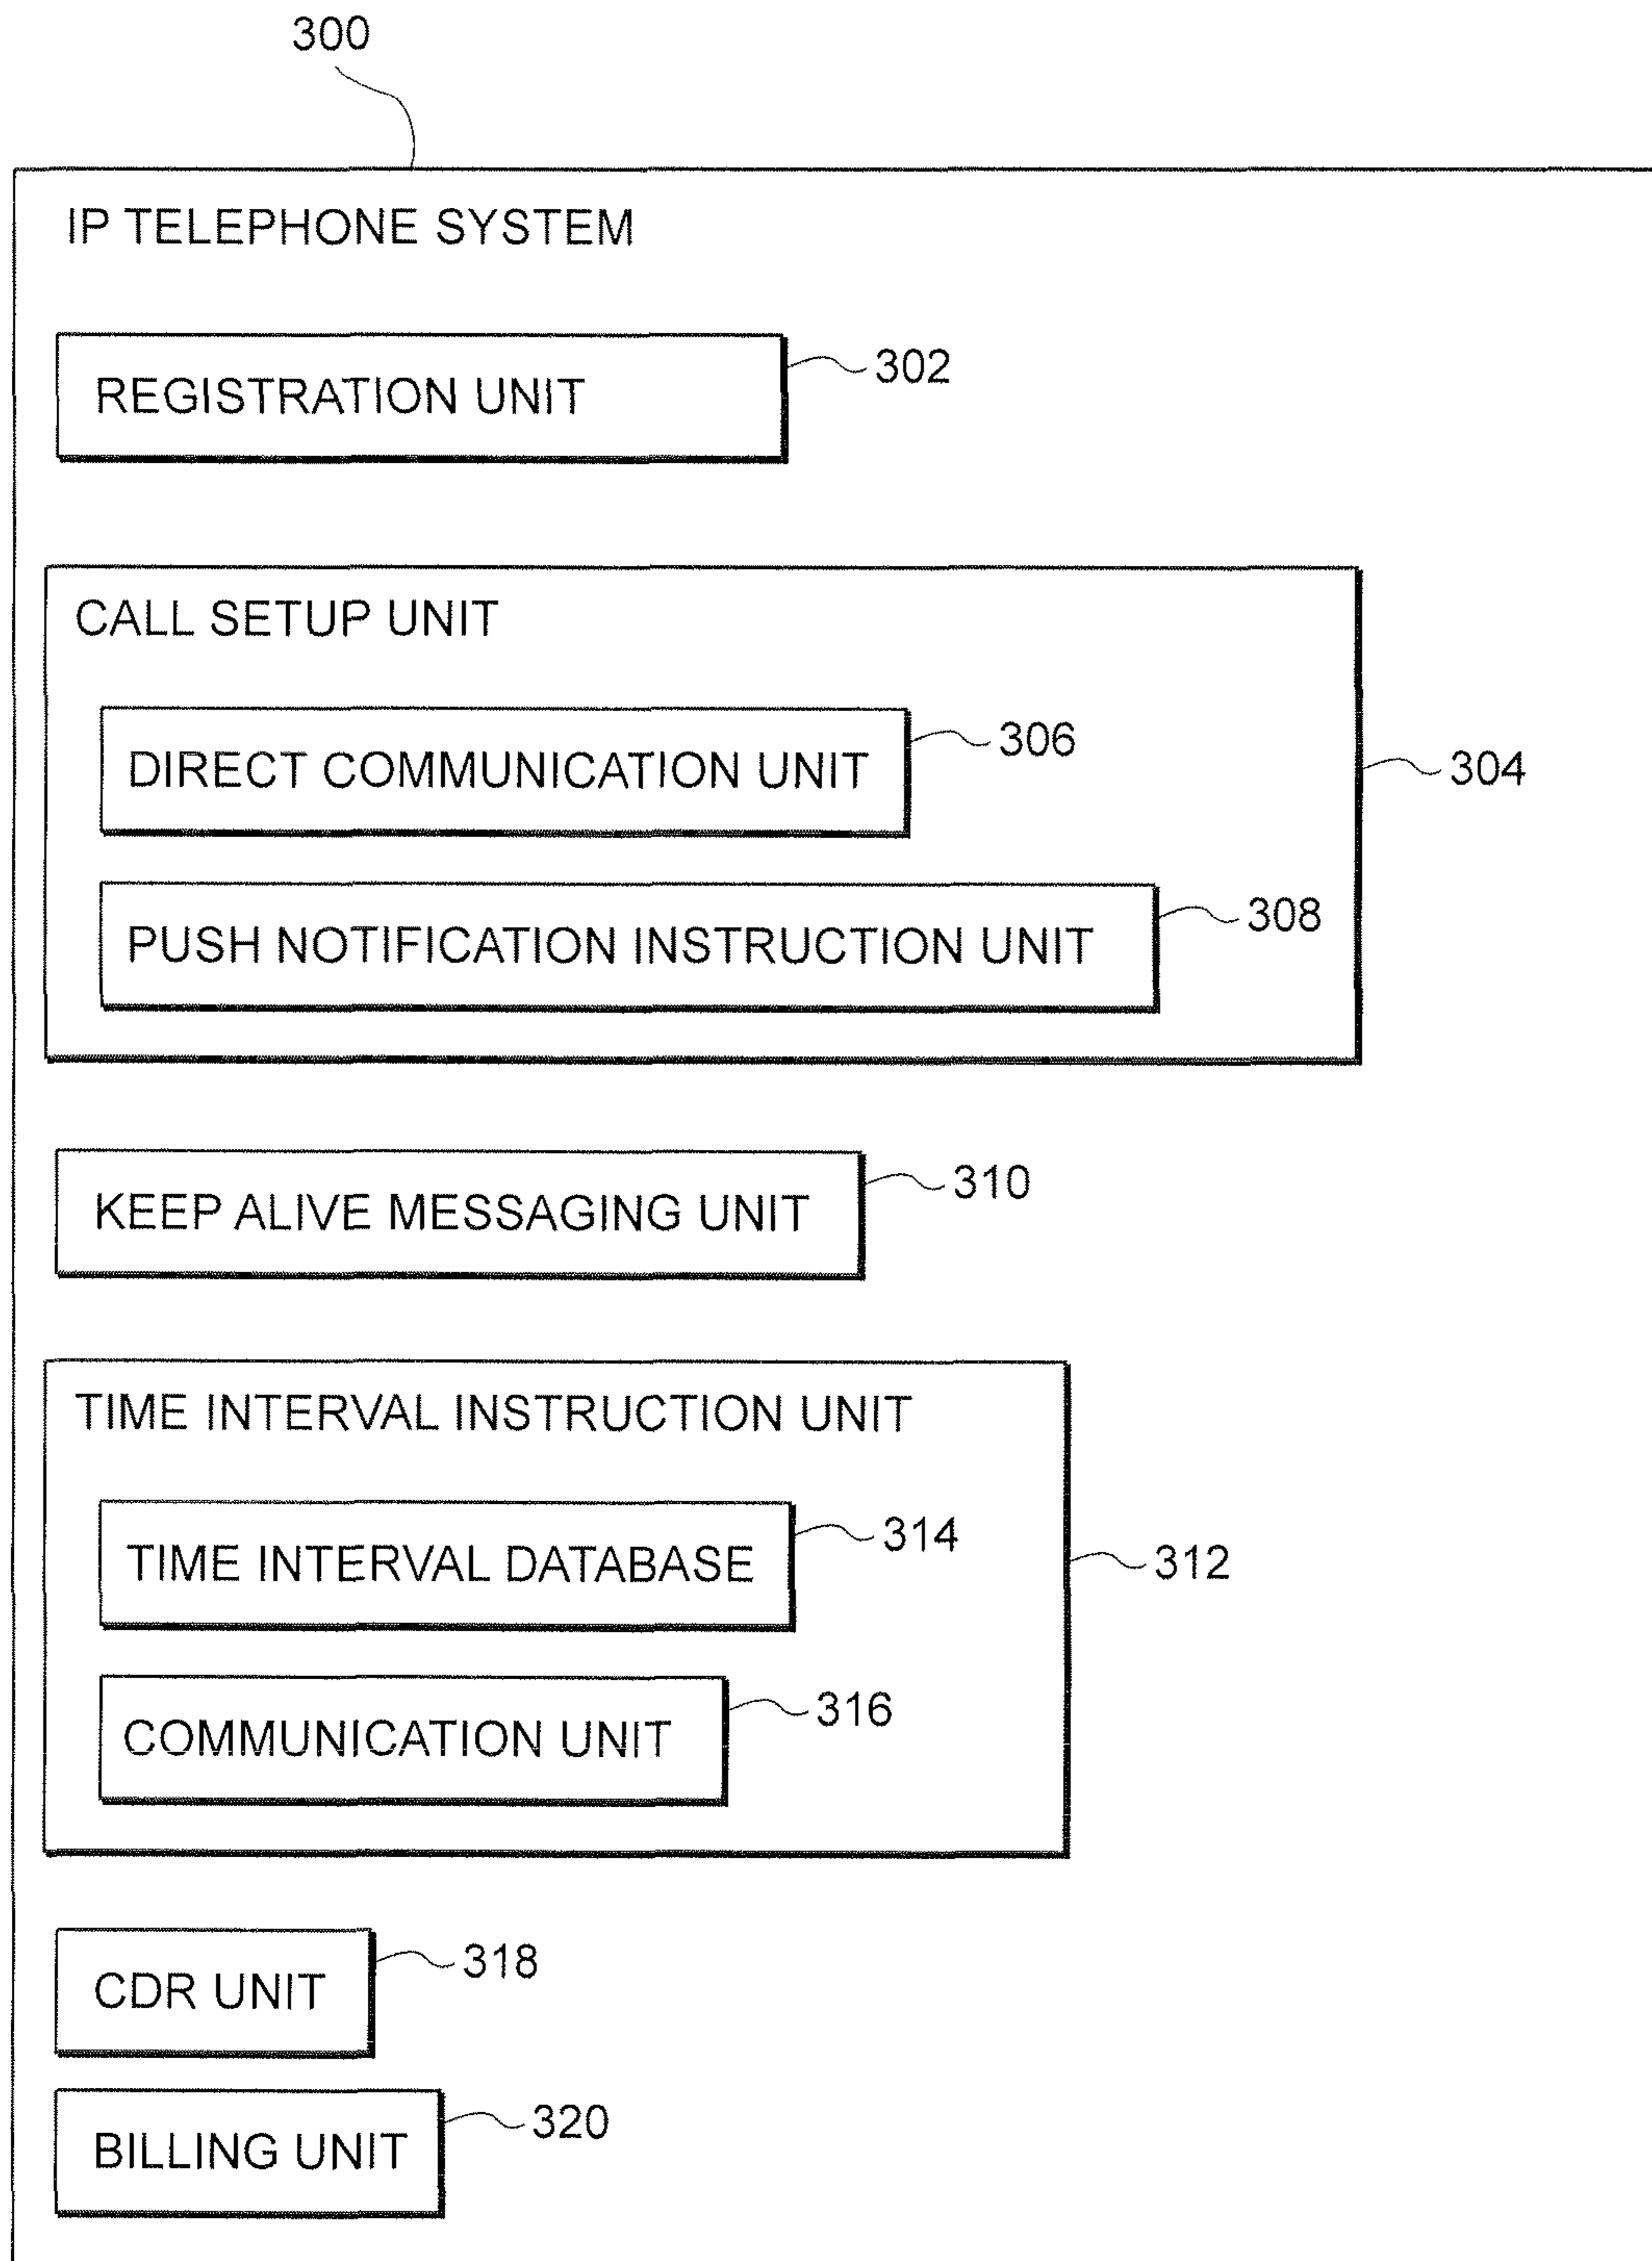 300
IP TELEPHONE SYSTEM
REGISTRATION UNIT
302
CALL SETUP UNIT
DIRECT COMMUNICATION UNIT
306
304
PUSH NOTIFICATION INSTRUCTION UNIT
308
KEEP ALIVE MESSAGING UNIT
310
TIME INTERVAL INSTRUCTION UNIT
TIME INTERVAL DATABASE
314
312
COMMUNICATION UNIT
316
CDR UNIT
318
BILLING UNIT
320